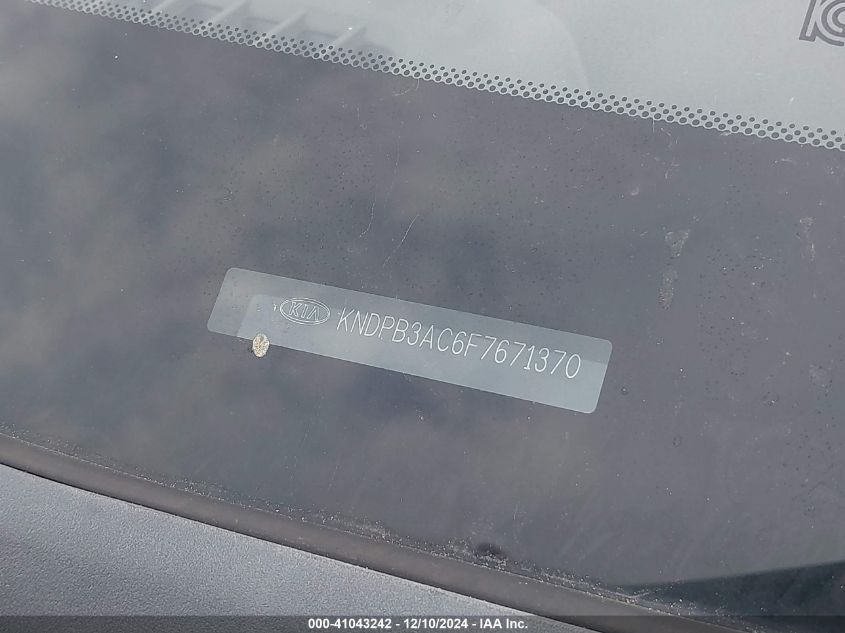 KIA KNDPB3AC6F7671370
000-41043242 - 12/10/2024 - IAA Inc.